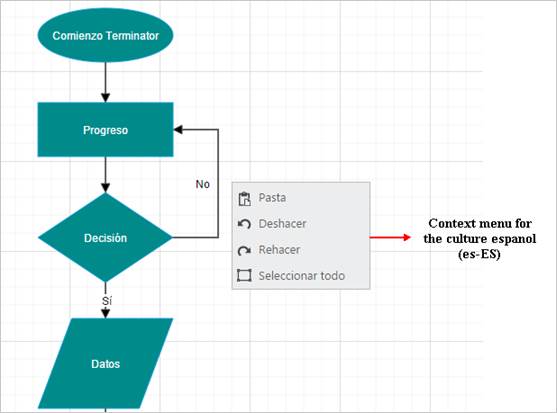 Comienzo Terminator
Progreso
No
Decisión
Sí
Datos
Pasta
Deshacer
Rehacer
Seleccionar todo
Context menu for
the culture espanol
(es-ES)